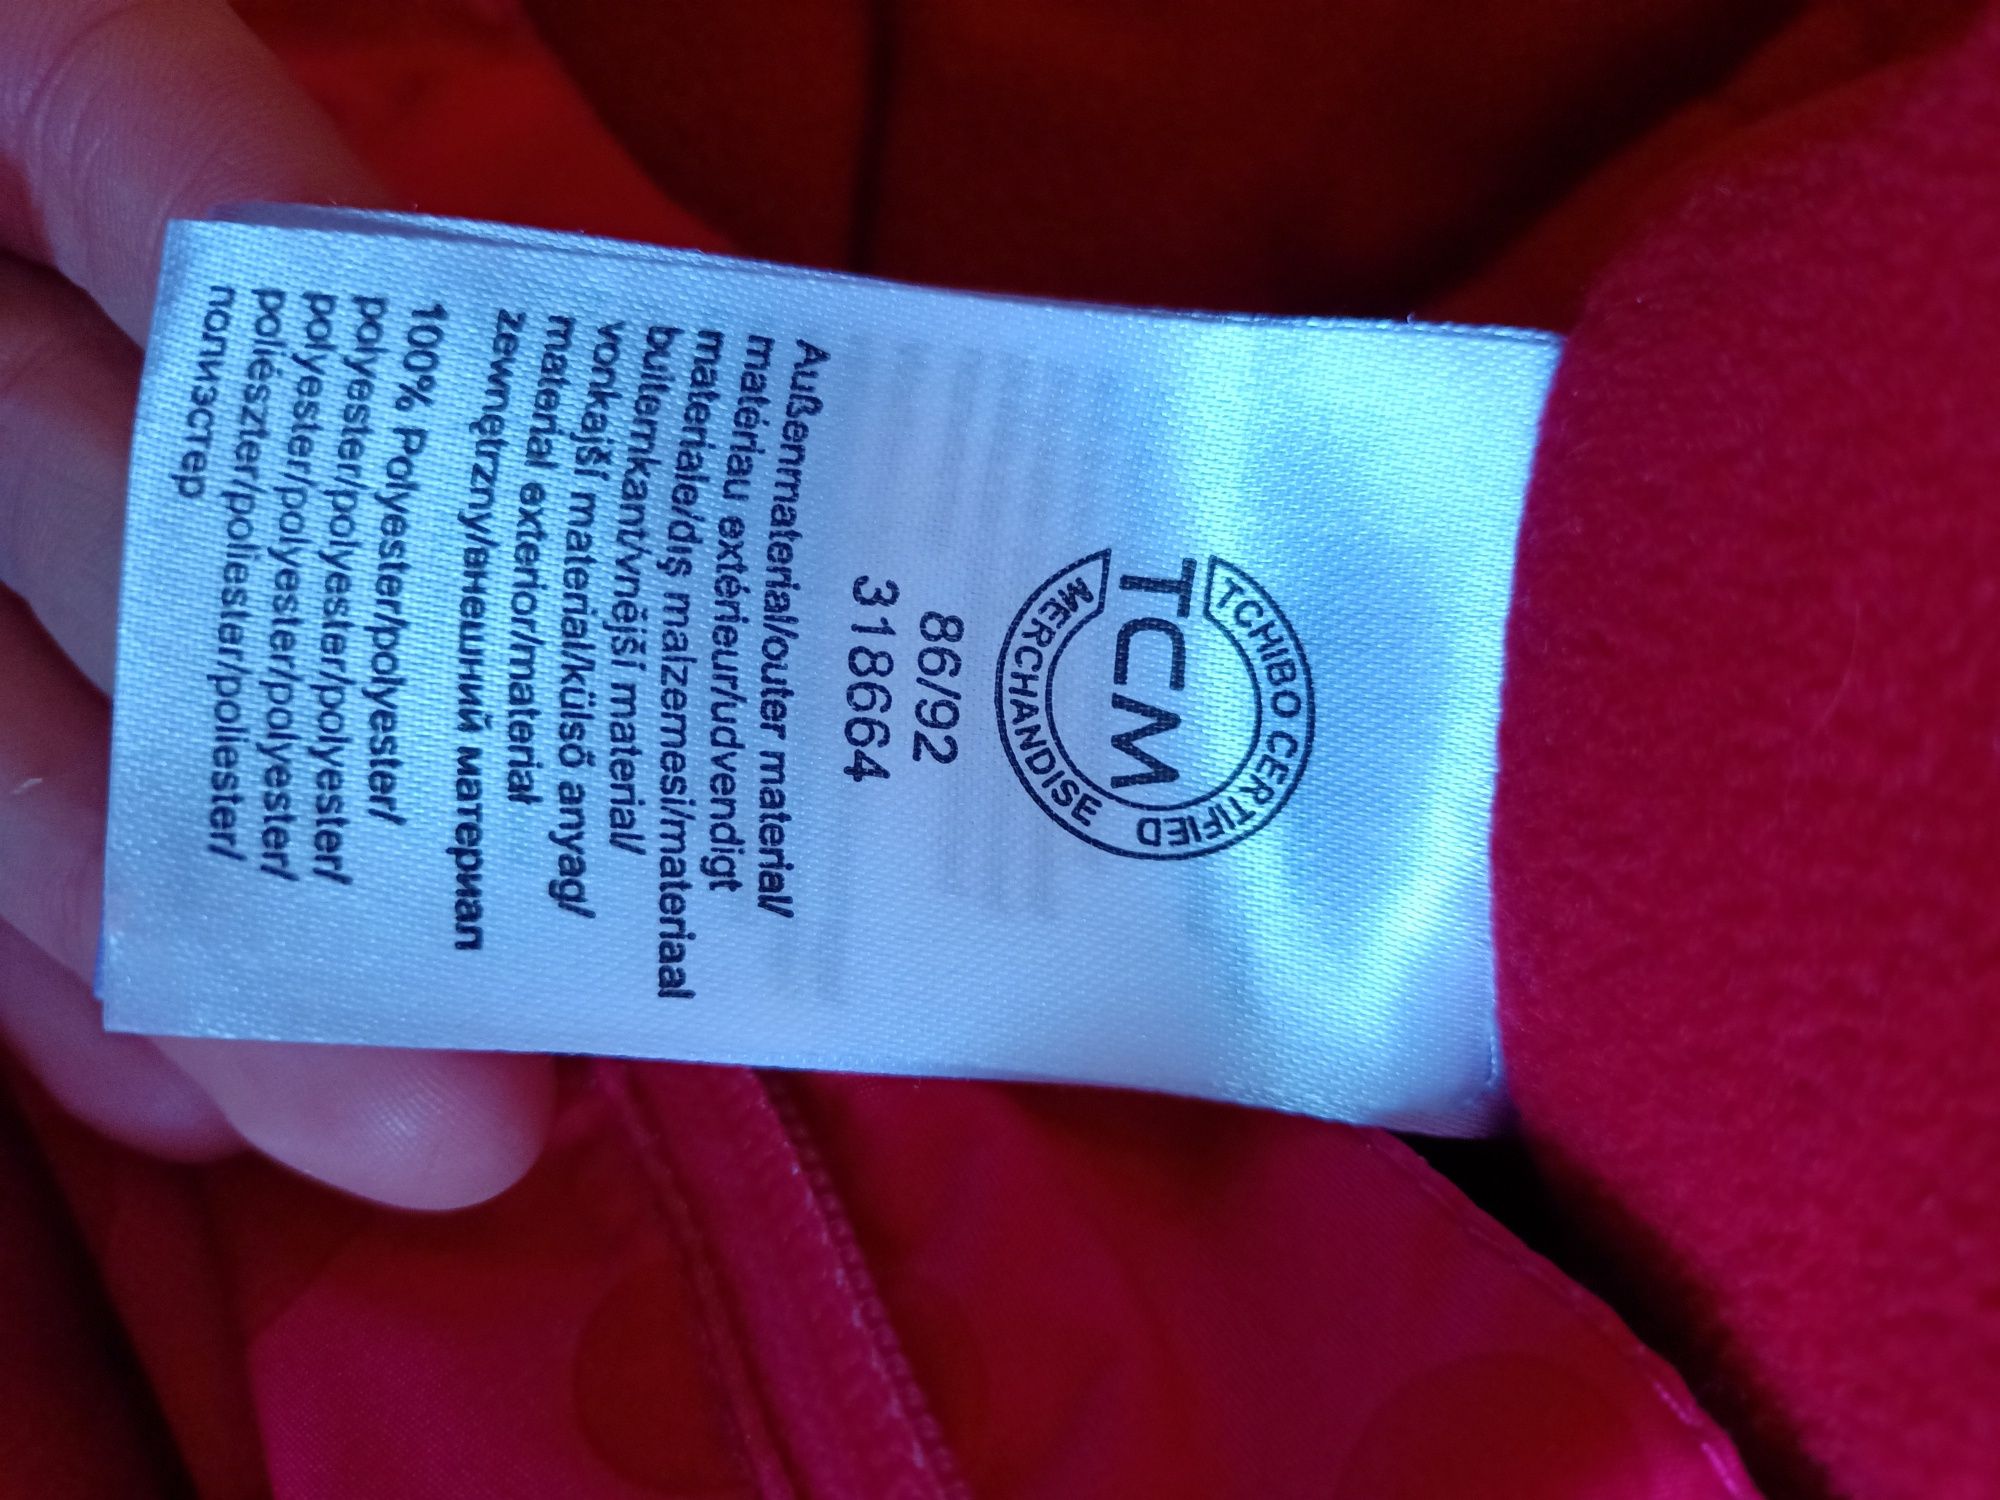 TCHIBO CERTIFIED
TCM
MERCHANDISE
86/92
318664
Außenmaterial/outer material/
matériau extérieur/udvendigt
materiale/dış malzemesi/materiaal
buitenkant/vnější material/
vonkajší material/külső anyag/
material exterior/materiał
zewnętrzny/внешний материал
100% Polyester/polyester/
polyester/polyester/polyester/
polyester/polyester/polyester/
poliészter/poliester/poliester/
полиэстер